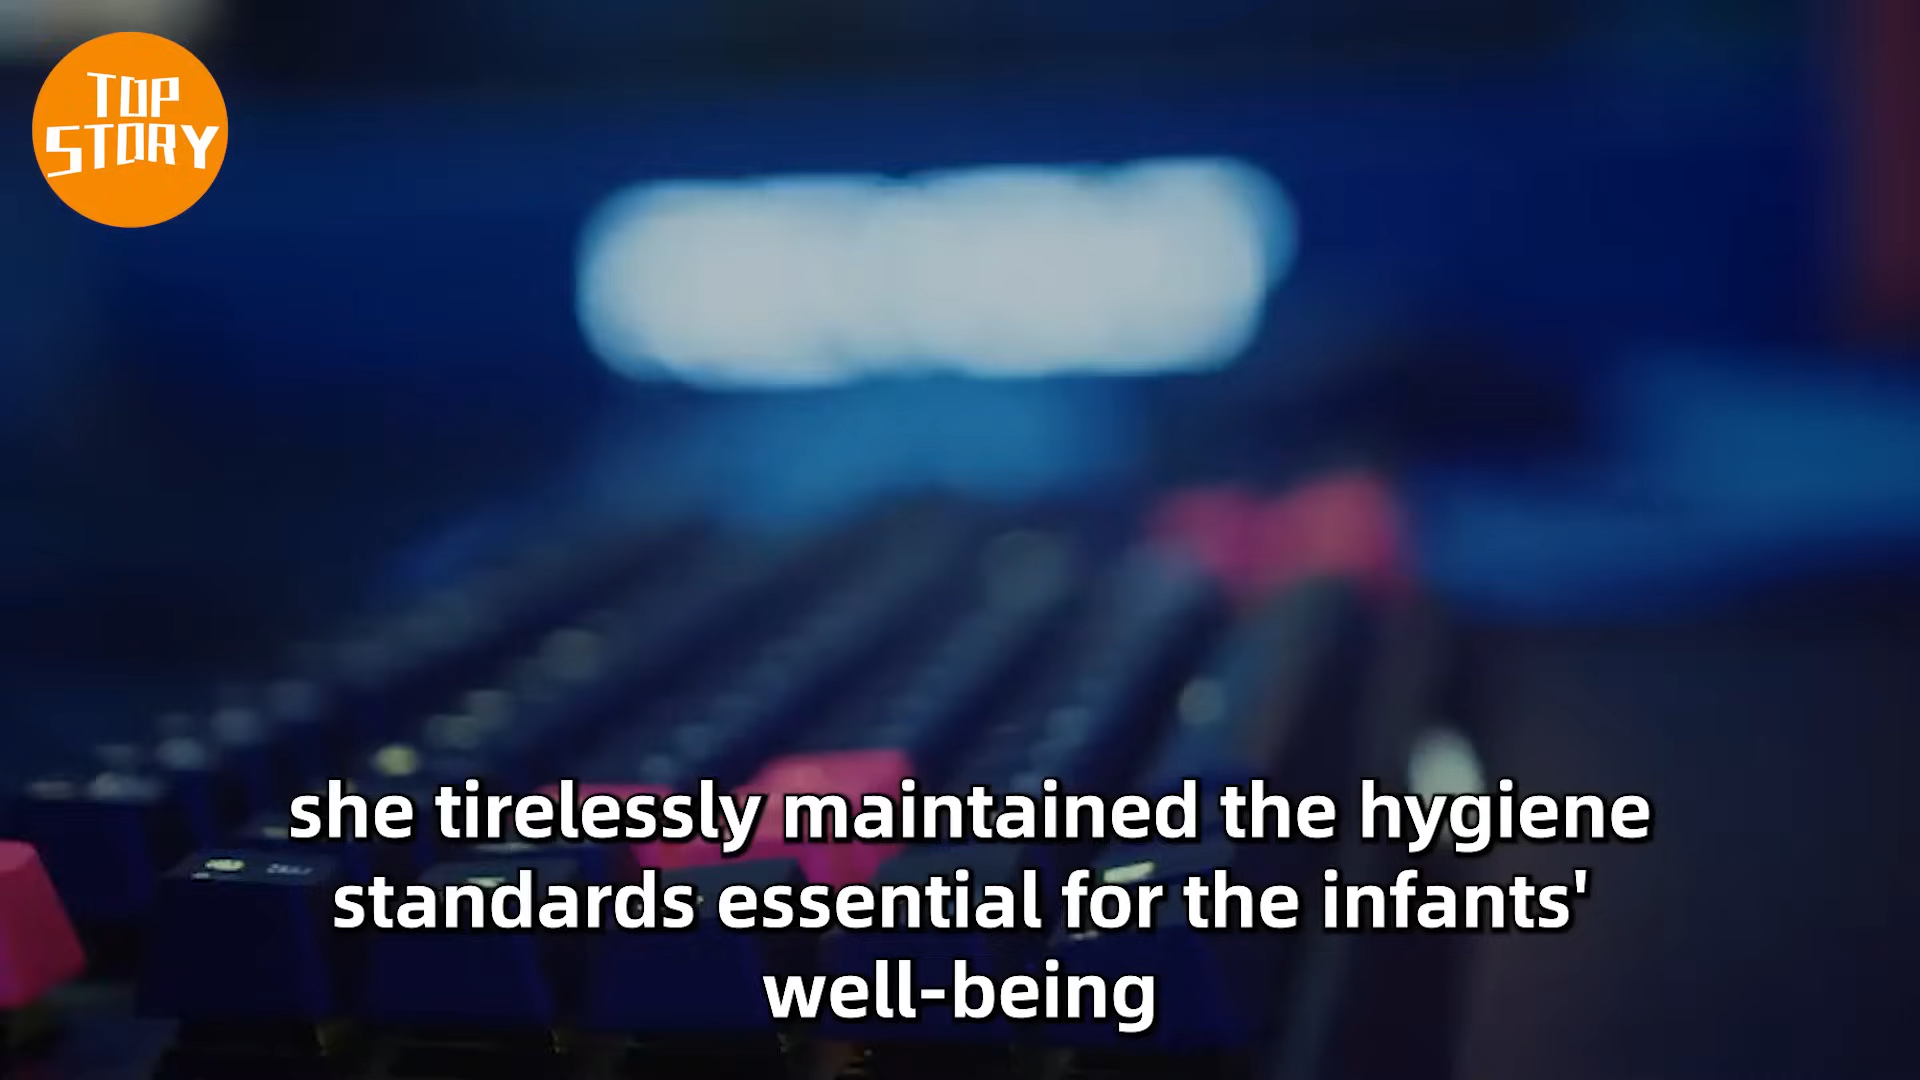 TOP
STORY
she tirelessly maintained the hygiene
standards essential for the infants'
well-being